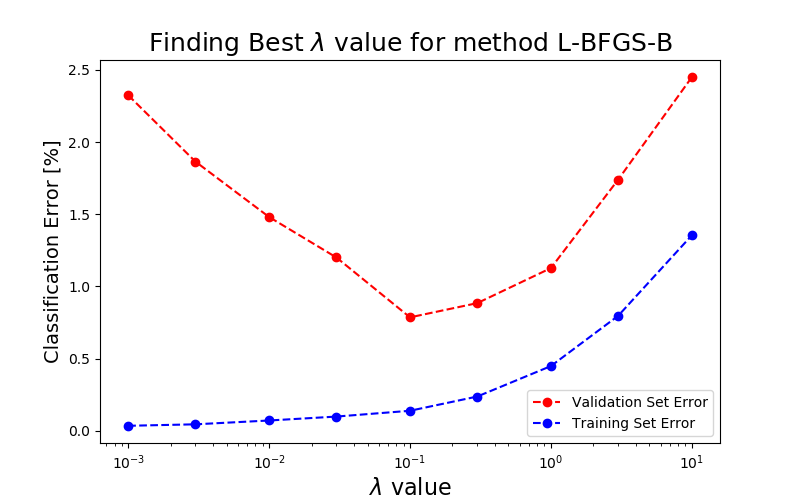 Finding Best λ value for method L-BFGS-B
Classification Error [%]
2.5
2.0
1.5
1.0
0.5
0.0
10⁻³
10⁻²
10⁻¹
10⁰
10¹
λ value
Validation Set Error
Training Set Error